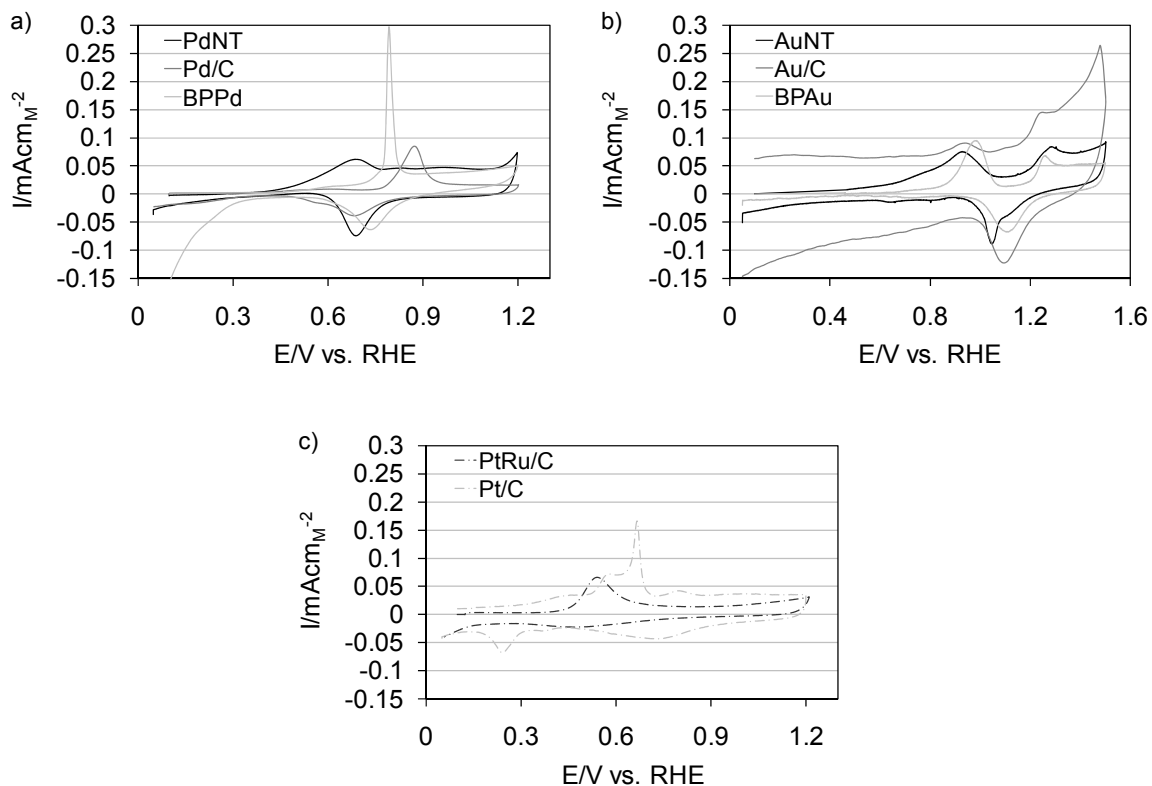 a)
PdNT
Pd/C
BPPd
0.3
0.25
0.2
0.15
0.1
0.05
0
-0.05
-0.1
-0.15
I/mAcm_M^-2
0
0.3
0.6
0.9
1.2
E/V vs. RHE
b)
AuNT
Au/C
BPAu
0.3
0.25
0.2
0.15
0.1
0.05
0
-0.05
-0.1
-0.15
I/mAcm_M^-2
0
0.4
0.8
1.2
1.6
E/V vs. RHE
c)
PtRu/C
Pt/C
0.3
0.25
0.2
0.15
0.1
0.05
0
-0.05
-0.1
-0.15
I/mAcm_M^-2
0
0.3
0.6
0.9
1.2
E/V vs. RHE